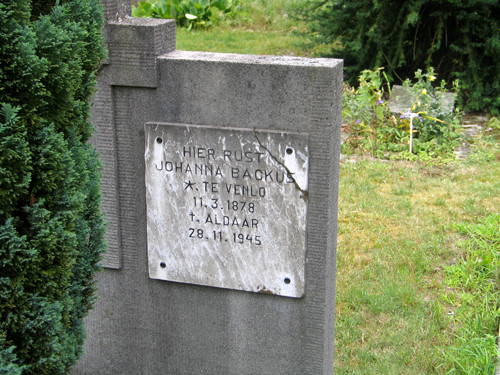 HIER RUST
JOHANNA BACKUS
*. TE VENLO
11.3.1878
†. ALDAAR
28.11.1945